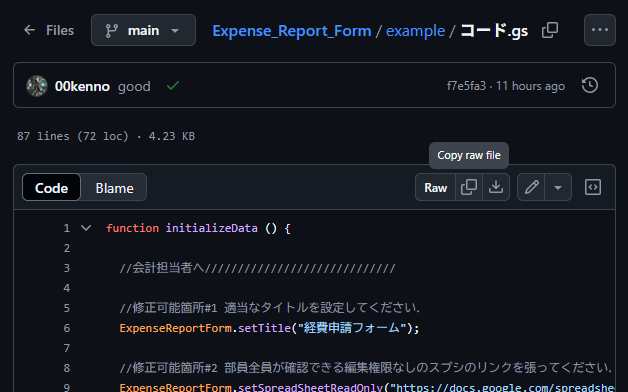 Files main Expense_Report_Form / example / コード.gs
00kenno good f7e5fa3 · 11 hours ago
87 lines (72 loc) · 4.23 KB
Copy raw file
Code Blame Raw
1 function initializeData () {
2
3 //会計担当者へ/////////////////////////////
4
5 //修正可能箇所#1 適当なタイトルを設定してください．
6 ExpenseReportForm.setTitle("経費申請フォーム");
7
8 //修正可能箇所#2 部員全員が確認できる編集権限なしのスプシのリンクを張ってください．
9 ExpenseReportForm.setSpreadSheetReadOnly("https://docs.google.com/spreadshee